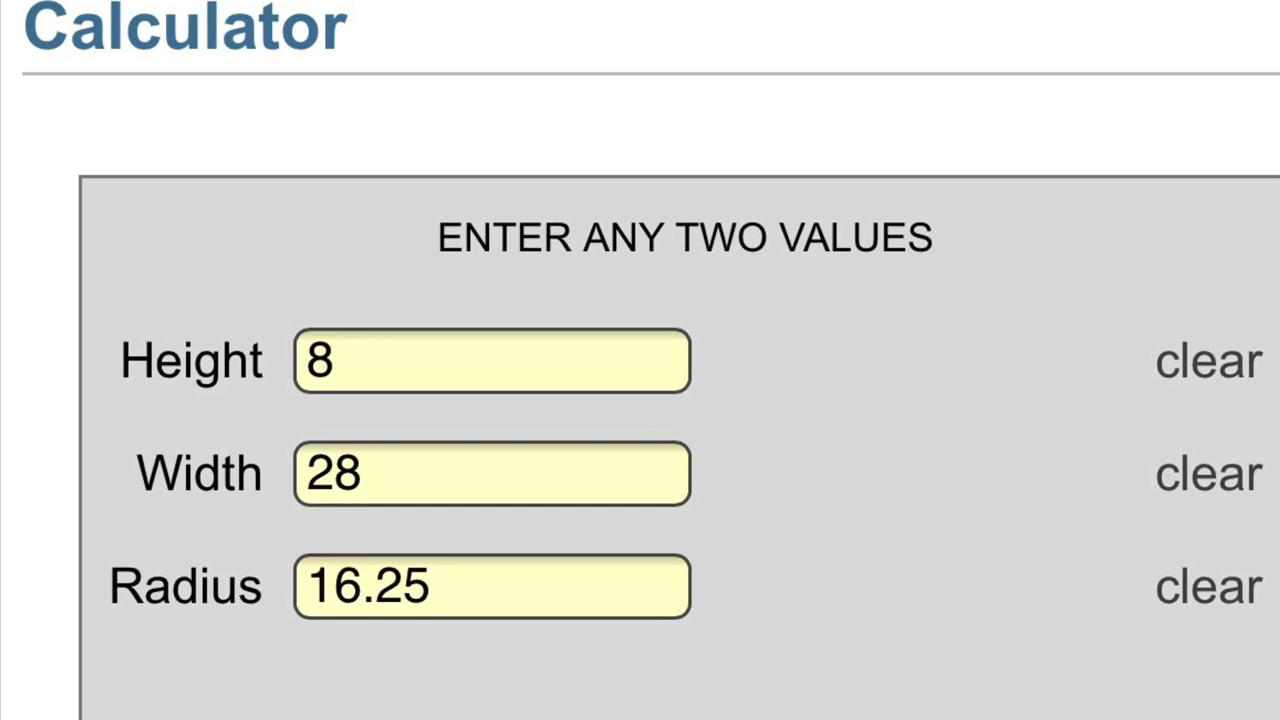 Calculator
ENTER ANY TWO VALUES
Height 8 clear
Width 28 clear
Radius 16.25 clear